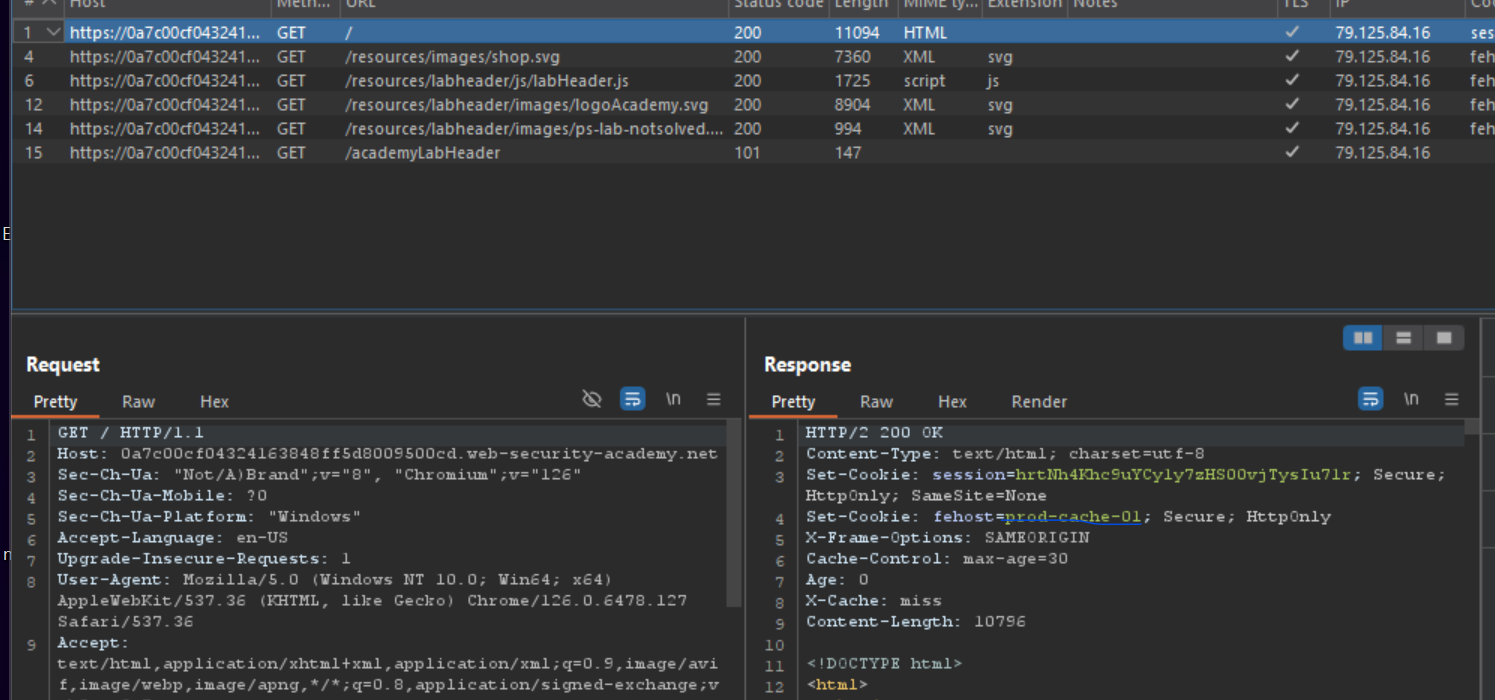 # Host Meth... URL Status code Length MIME ty... Extension Notes TLS IP
1 https://0a7c00cf043241... GET / 200 11094 HTML ✓ 79.125.84.16 ses
4 https://0a7c00cf043241... GET /resources/images/shop.svg 200 7360 XML svg ✓ 79.125.84.16 feh
6 https://0a7c00cf043241... GET /resources/labheader/js/labHeader.js 200 1725 script js ✓ 79.125.84.16 feh
12 https://0a7c00cf043241... GET /resources/labheader/images/logoAcademy.svg 200 8904 XML svg ✓ 79.125.84.16 feh
14 https://0a7c00cf043241... GET /resources/labheader/images/ps-lab-notsolved.... 200 994 XML svg ✓ 79.125.84.16 feh
15 https://0a7c00cf043241... GET /academyLabHeader 101 147 ✓ 79.125.84.16
Request
Pretty Raw Hex \n
1 GET / HTTP/1.1
2 Host: 0a7c00cf04324163848ff5d8009500cd.web-security-academy.net
3 Sec-Ch-Ua: "Not/A)Brand";v="8", "Chromium";v="126"
4 Sec-Ch-Ua-Mobile: ?0
5 Sec-Ch-Ua-Platform: "Windows"
6 Accept-Language: en-US
7 Upgrade-Insecure-Requests: 1
8 User-Agent: Mozilla/5.0 (Windows NT 10.0; Win64; x64)
AppleWebKit/537.36 (KHTML, like Gecko) Chrome/126.0.6478.127
Safari/537.36
9 Accept:
text/html,application/xhtml+xml,application/xml;q=0.9,image/avi
f,image/webp,image/apng,*/*;q=0.8,application/signed-exchange;v
Response
Pretty Raw Hex Render \n
1 HTTP/2 200 OK
2 Content-Type: text/html; charset=utf-8
3 Set-Cookie: session=hrtNh4Khc9uYCyly7zHS00vjTysIu7lr; Secure;
HttpOnly; SameSite=None
4 Set-Cookie: fehost=prod-cache-01; Secure; HttpOnly
5 X-Frame-Options: SAMEORIGIN
6 Cache-Control: max-age=30
7 Age: 0
8 X-Cache: miss
9 Content-Length: 10796
10
11 <!DOCTYPE html>
12 <html>